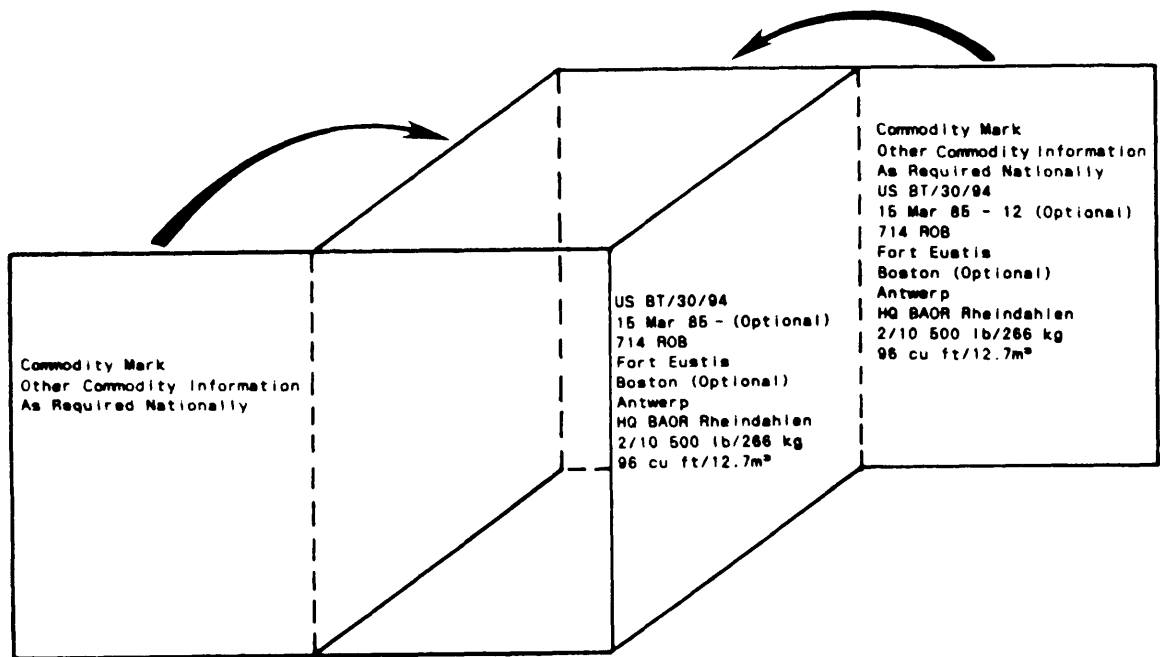 Commodity Mark
Other Commodity Information
As Required Nationally
US BT/30/94
15 Mar 85 - (Optional)
714 ROB
Fort Eustis
Boston (Optional)
Antwerp
HQ BAOR Rheindahlen
2/10 500 lb/266 kg
96 cu ft/12.7m³
Commodity Mark
Other Commodity Information
As Required Nationally
US BT/30/94
15 Mar 85 - 12 (Optional)
714 ROB
Fort Eustis
Boston (Optional)
Antwerp
HQ BAOR Rheindahlen
2/10 500 lb/266 kg
96 cu ft/12.7m³